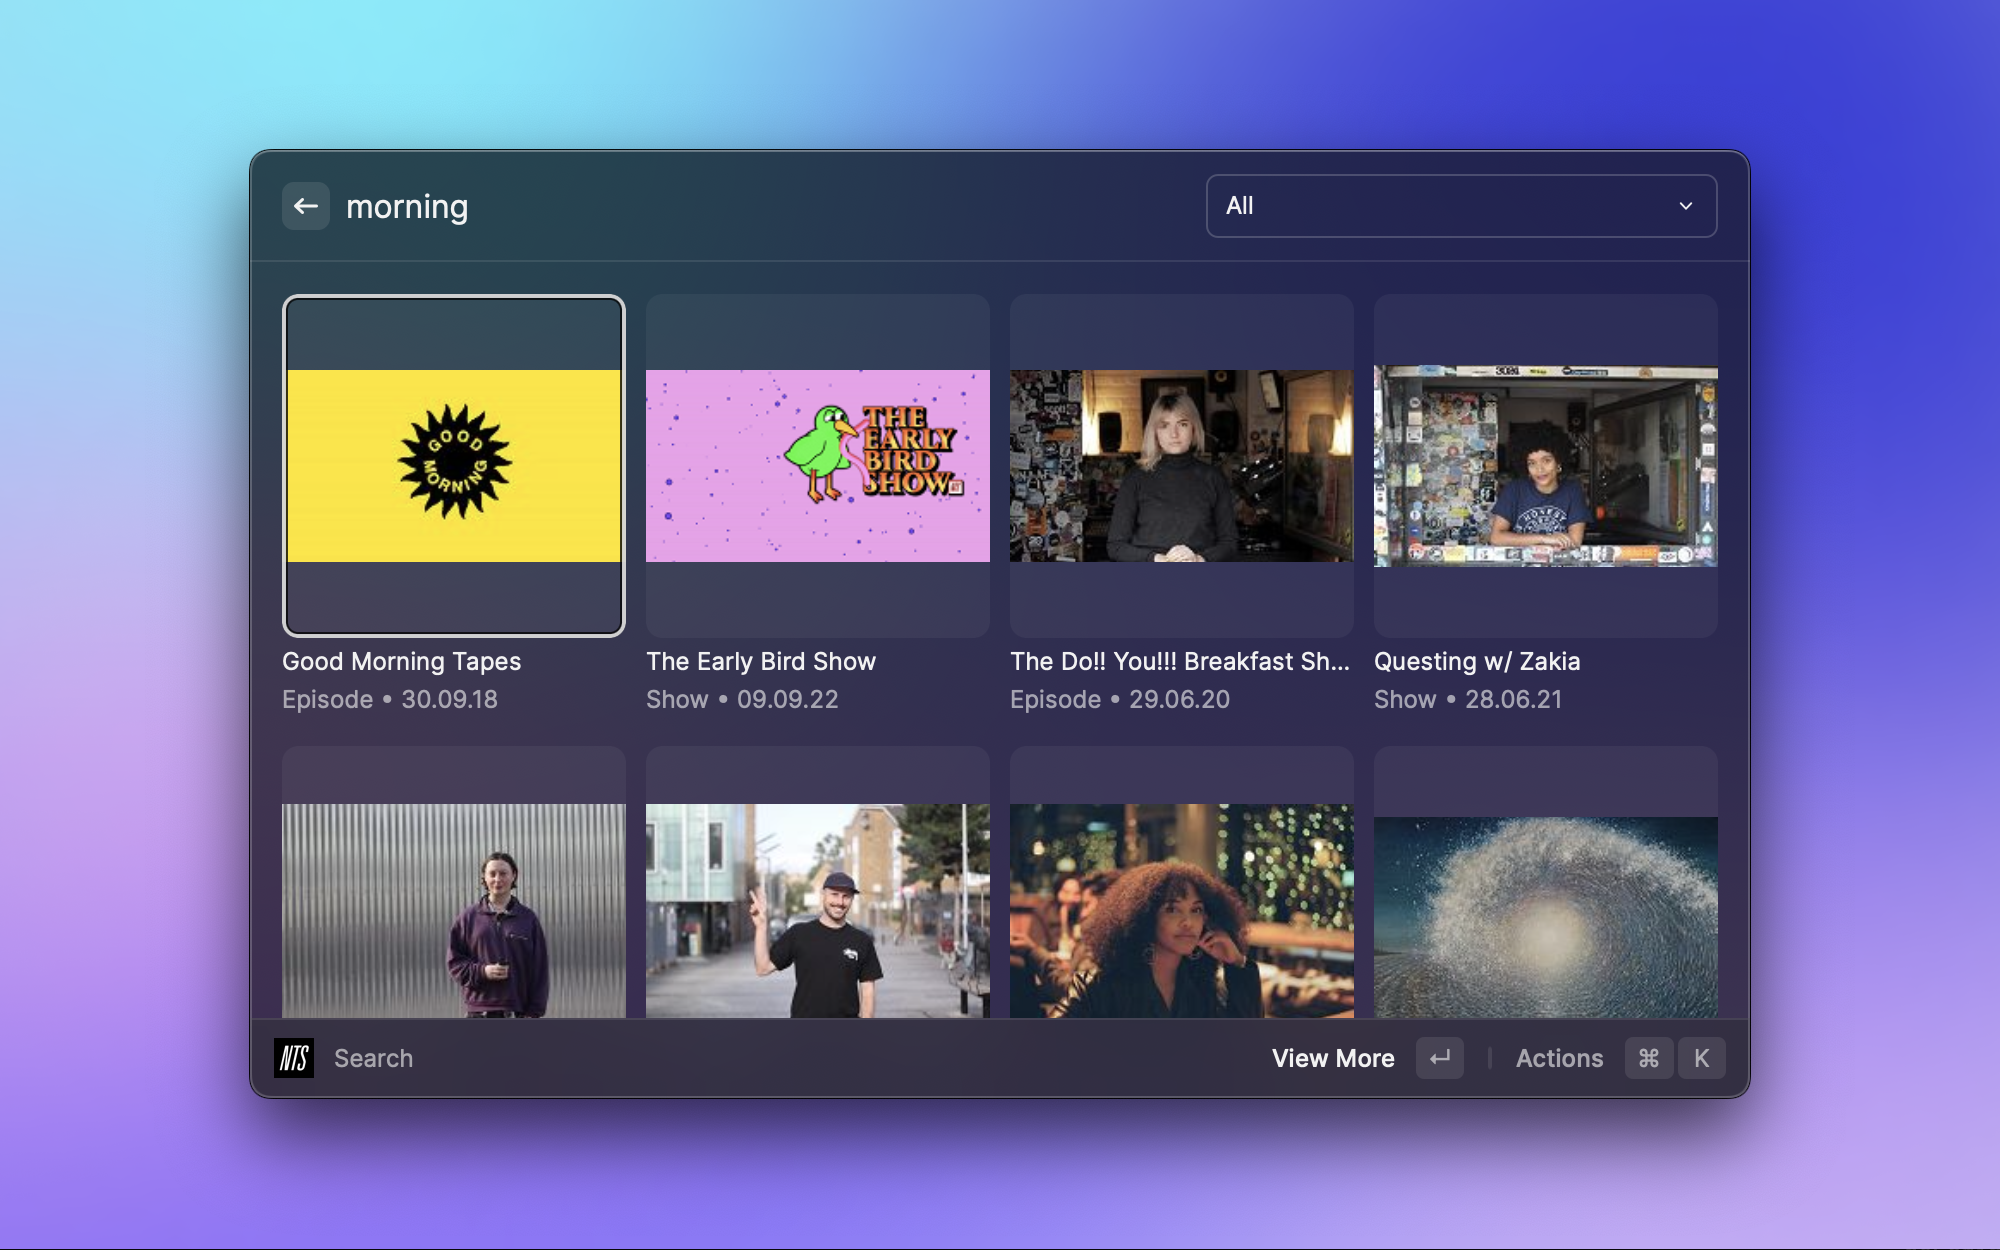 morning
All
GOOD
MORNING
THE
EARLY
BIRD
SHOW
Good Morning Tapes
The Early Bird Show
The Do!! You!!! Breakfast Sh...
Questing w/ Zakia
Episode • 30.09.18
Show • 09.09.22
Episode • 29.06.20
Show • 28.06.21
NTS
Search
View More
Actions
⌘
K